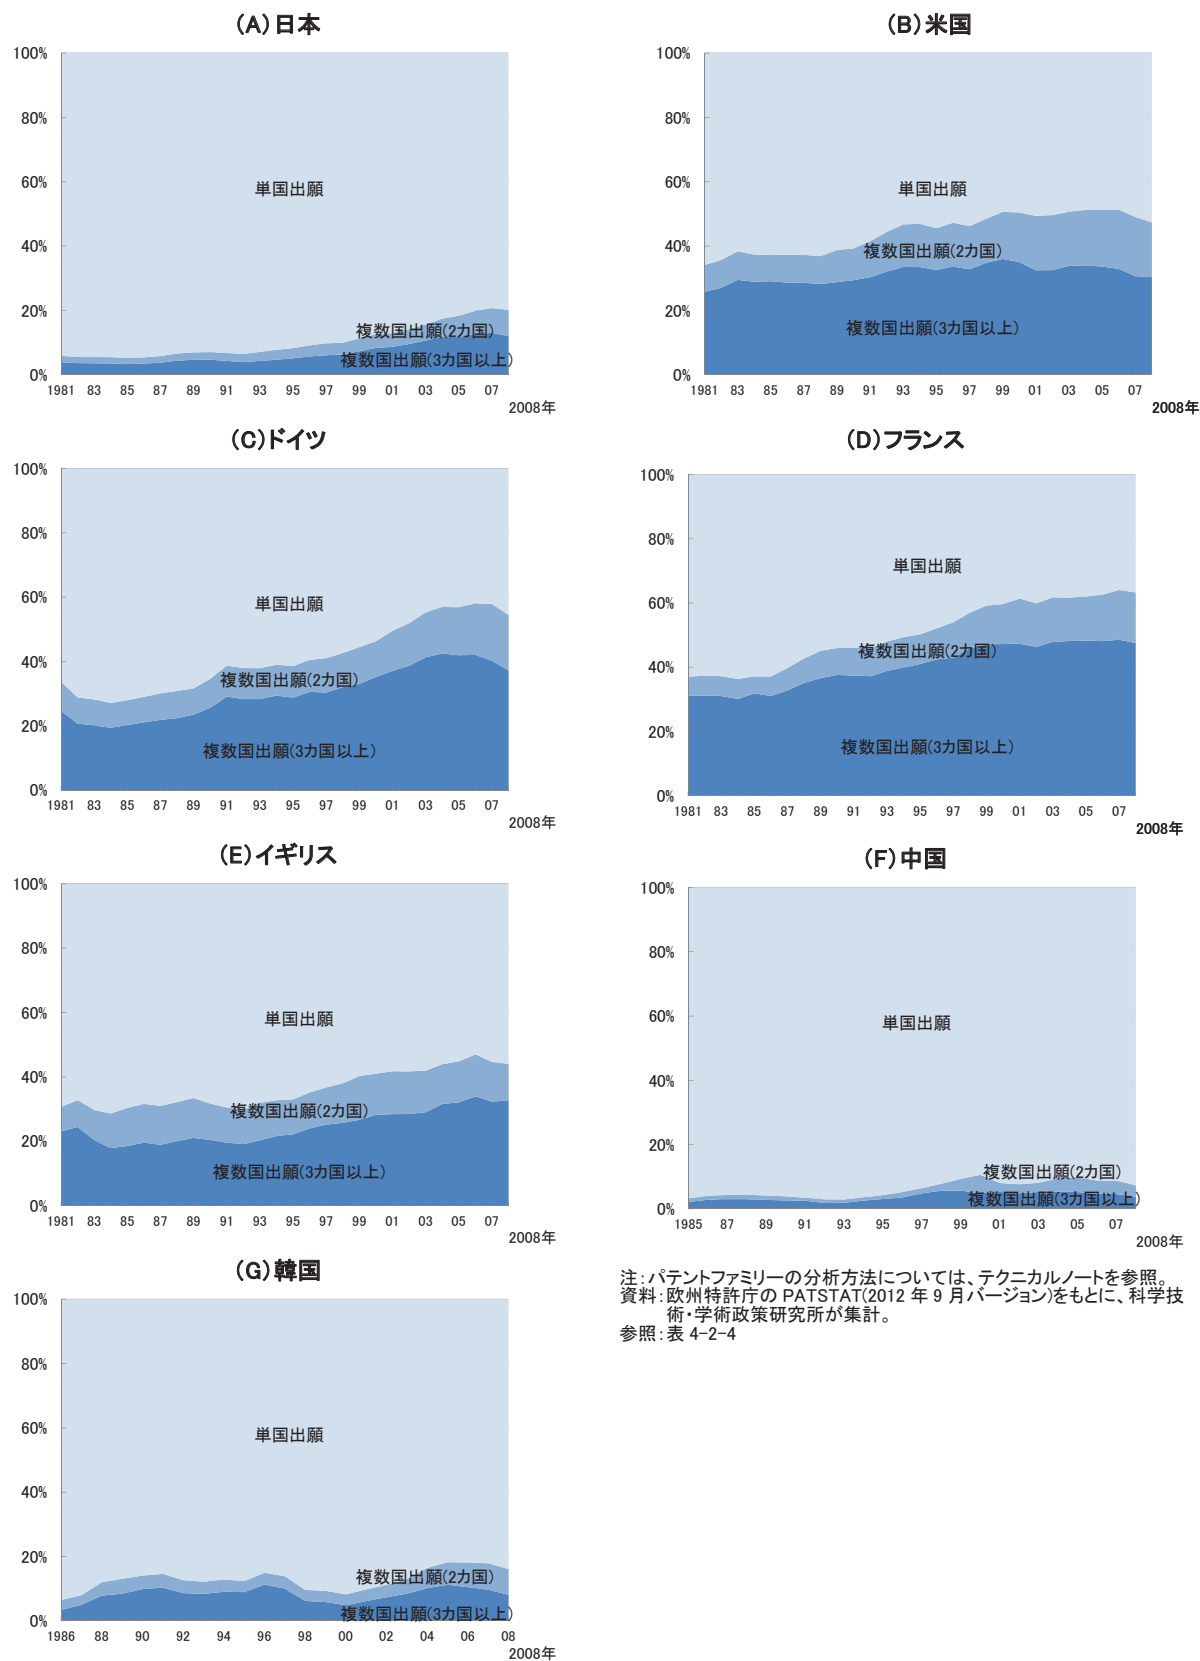 (A)日本
100%
80%
60%
40%
20%
0%
単国出願
複数国出願(2カ国)
複数国出願(3カ国以上)
1981 83 85 87 89 91 93 95 97 99 01 03 05 07
2008年
(B)米国
100%
80%
60%
40%
20%
0%
単国出願
複数国出願(2カ国)
複数国出願(3カ国以上)
1981 83 85 87 89 91 93 95 97 99 01 03 05 07
2008年
(C)ドイツ
100%
80%
60%
40%
20%
0%
単国出願
複数国出願(2カ国)
複数国出願(3カ国以上)
1981 83 85 87 89 91 93 95 97 99 01 03 05 07
2008年
(D)フランス
100%
80%
60%
40%
20%
0%
単国出願
複数国出願(2カ国)
複数国出願(3カ国以上)
1981 83 85 87 89 91 93 95 97 99 01 03 05 07
2008年
(E)イギリス
100%
80%
60%
40%
20%
0%
単国出願
複数国出願(2カ国)
複数国出願(3カ国以上)
1981 83 85 87 89 91 93 95 97 99 01 03 05 07
2008年
(F)中国
100%
80%
60%
40%
20%
0%
単国出願
複数国出願(2カ国)
複数国出願(3カ国以上)
1985 87 89 91 93 95 97 99 01 03 05 07
2008年
(G)韓国
100%
80%
60%
40%
20%
0%
単国出願
複数国出願(2カ国)
複数国出願(3カ国以上)
1986 88 90 92 94 96 98 00 02 04 06 08
2008年
注:パテントファミリーの分析方法については、テクニカルノートを参照。
資料:欧州特許庁の PATSTAT(2012 年 9 月バージョン)をもとに、科学技
術・学術政策研究所が集計。
参照:表 4-2-4